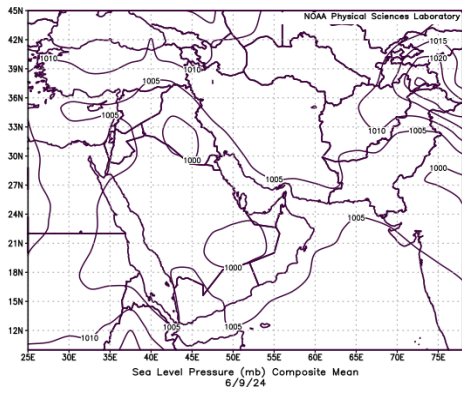 45N
NOAA Physical Sciences Laboratory
42N
1015
1010
1010
1020
39N
1005
36N
1005
1010
1005
33N
1000
30N
1000
1005
27N
24N
1005
21N
1000
18N
15N
1005
1005
12N
1010
25E 30E 35E 40E 45E 50E 55E 60E 65E 70E 75E
Sea Level Pressure (mb) Composite Mean
6/9/24